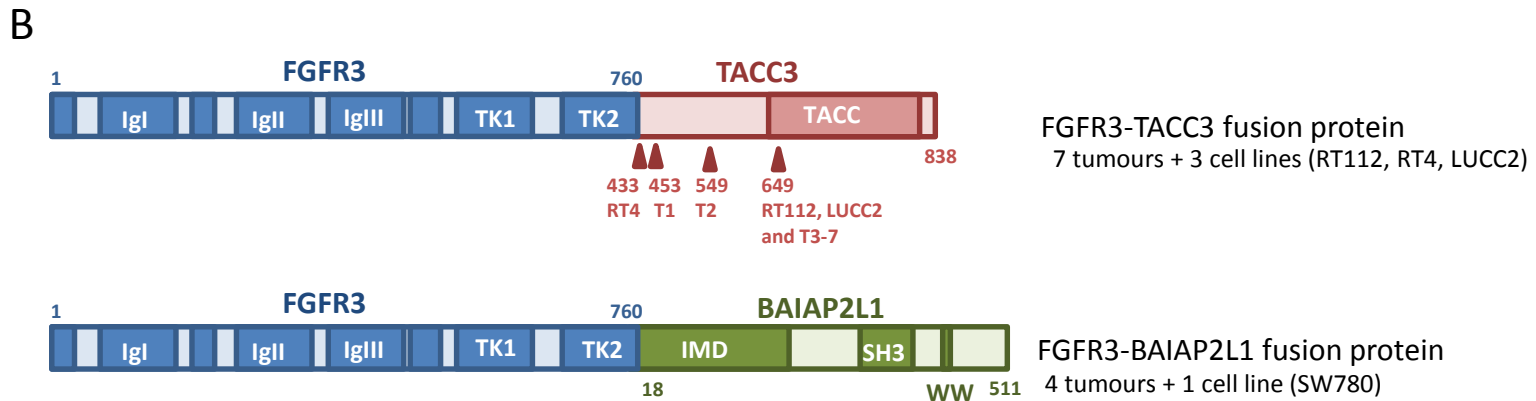 B
FGFR3 TACC3
1 760
IgI IgII IgIII TK1 TK2 TACC
838
433 453 549 649
RT4 T1 T2 RT112, LUCC2
and T3-7
FGFR3-TACC3 fusion protein
7 tumours + 3 cell lines (RT112, RT4, LUCC2)
FGFR3 BAIAP2L1
1 760
IgI IgII IgIII TK1 TK2 IMD SH3
18 WW 511
FGFR3-BAIAP2L1 fusion protein
4 tumours + 1 cell line (SW780)